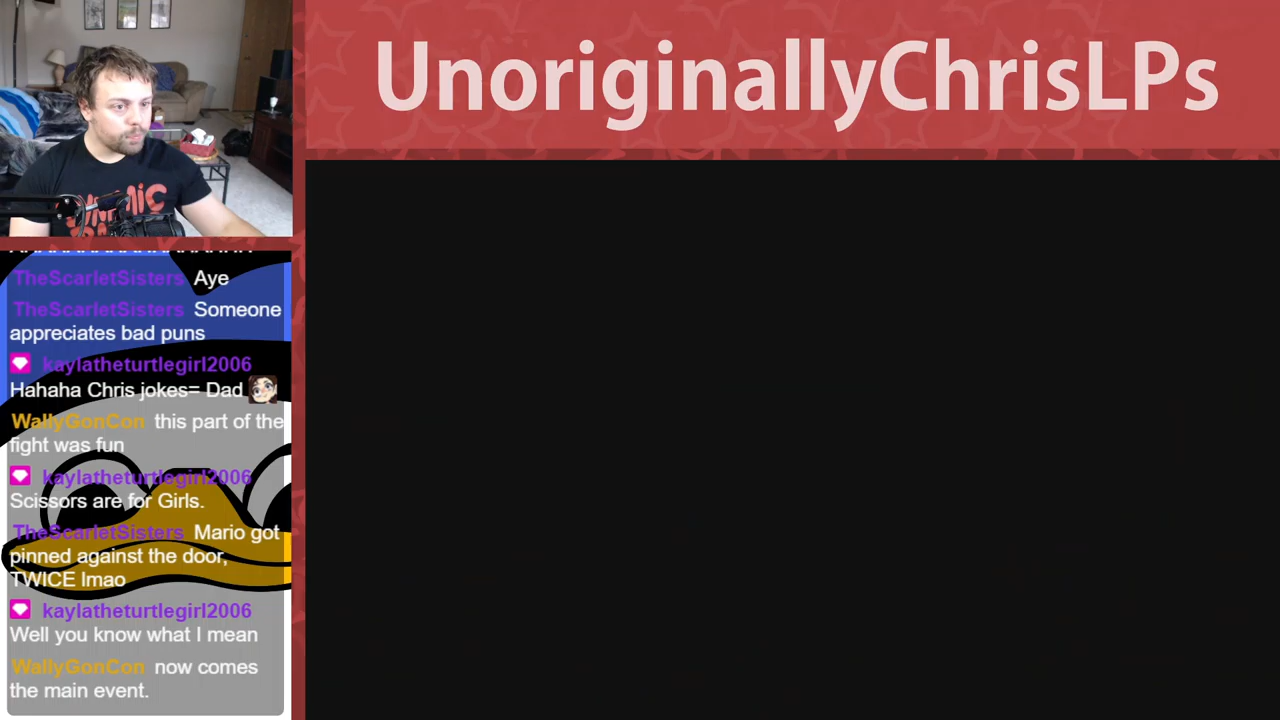 UnoriginallyChrisLPs
TheScarletSisters Aye
TheScarletSisters Someone
appreciates bad puns
kaylatheturtlegirl2006
Hahaha Chris jokes= Dad
WallyGonCon this part of the
fight was fun
kaylatheturtlegirl2006
Scissors are for Girls.
TheScarletSisters Mario got
pinned against the door,
TWICE lmao
kaylatheturtlegirl2006
Well you know what I mean
WallyGonCon now comes
the main event.